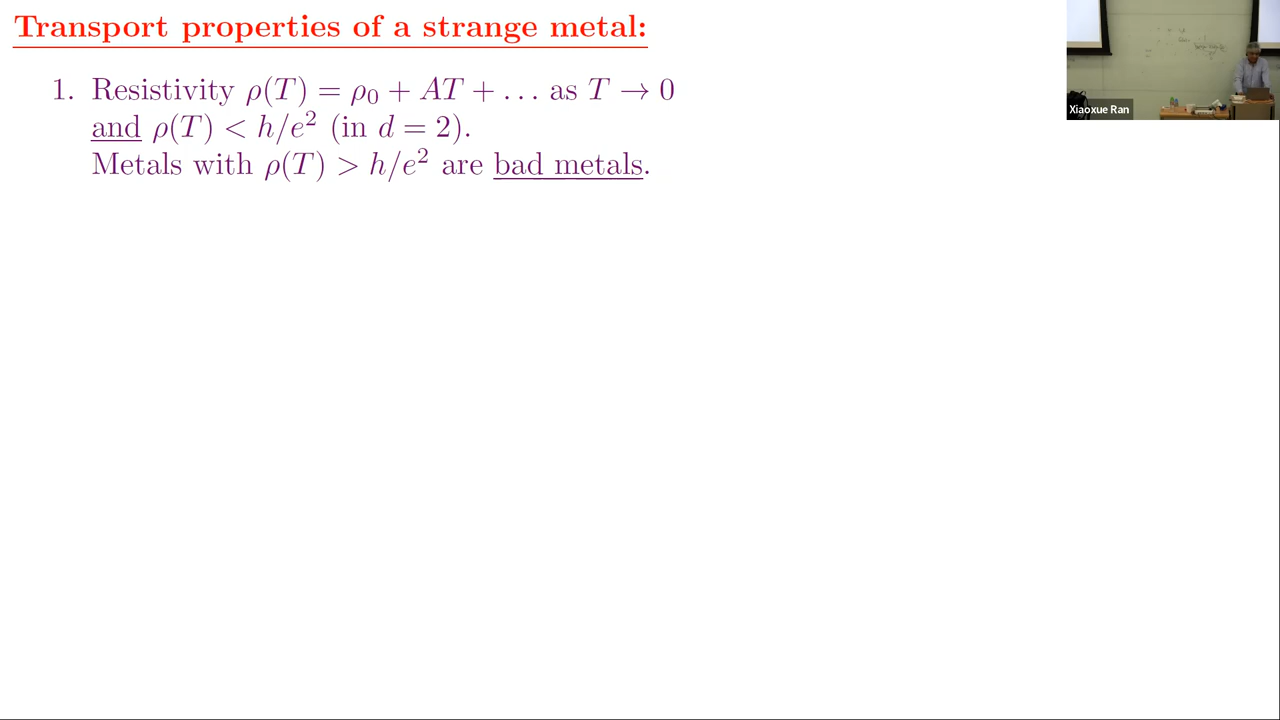 Transport properties of a strange metal:
1. Resistivity ρ(T) = ρ₀ + AT + … as T → 0
and ρ(T) < h/e² (in d = 2).
Metals with ρ(T) > h/e² are bad metals.
Xiaoxue Ran